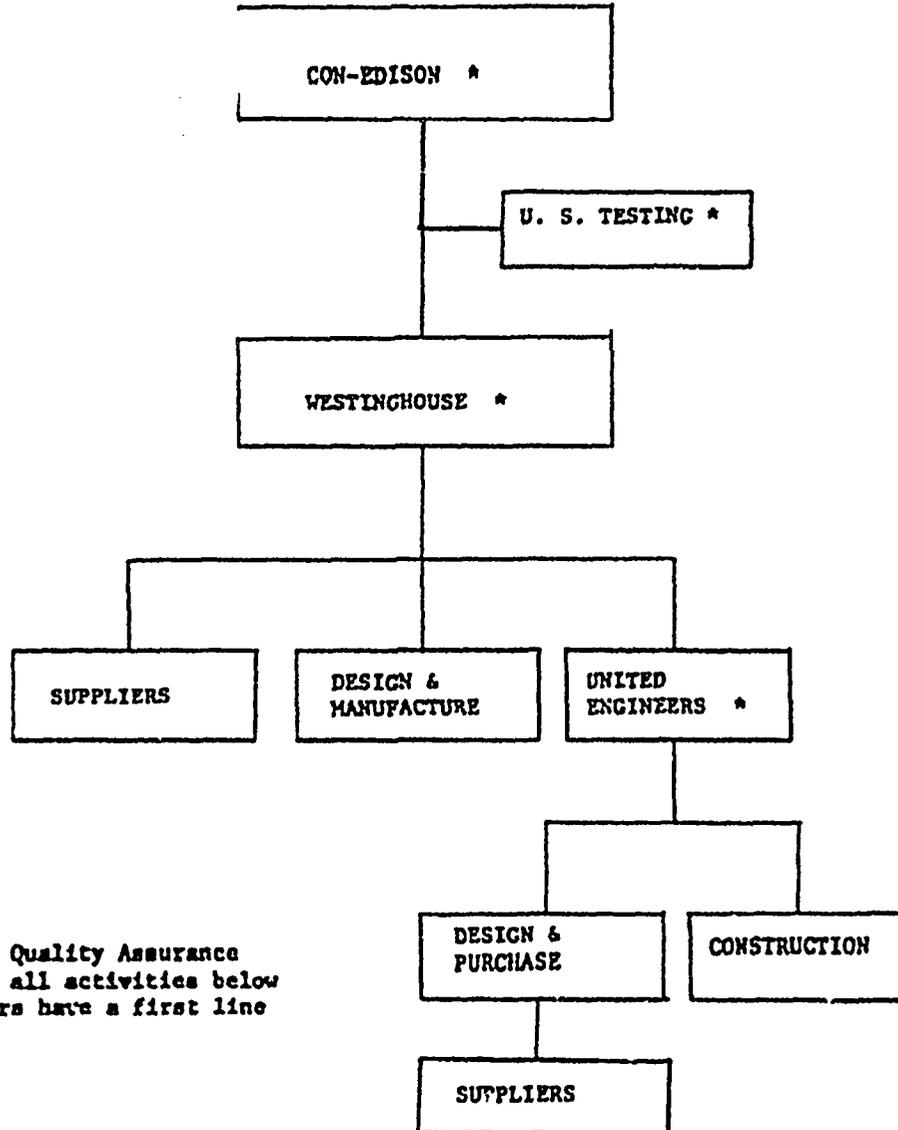 CON-EDISON *
U. S. TESTING *
WESTINGHOUSE *
SUPPLIERS
DESIGN &
MANUFACTURE
UNITED
ENGINEERS *
DESIGN &
PURCHASE
CONSTRUCTION
Quality Assurance
all activities below
rs have a first line
SUPPLIERS